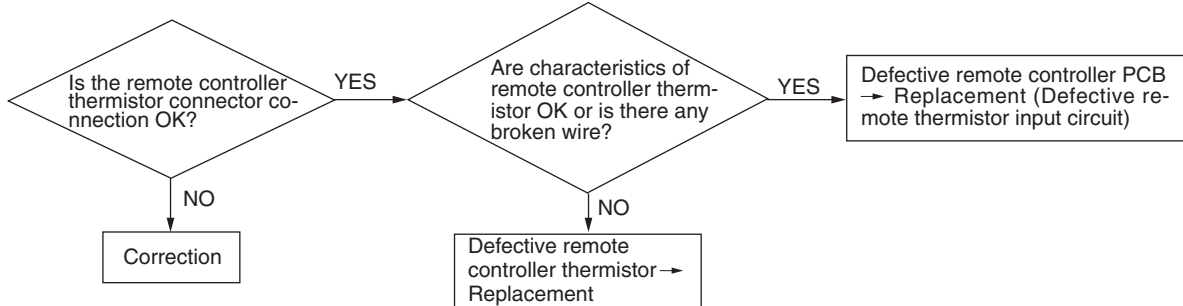 Is the remote controller
thermistor connector co-
nnection OK?
YES
Are characteristics of
remote controller therm-
istor OK or is there any
broken wire?
YES
Defective remote controller PCB
→ Replacement (Defective re-
mote thermistor input circuit)
NO
Correction
NO
Defective remote
controller thermistor →
Replacement